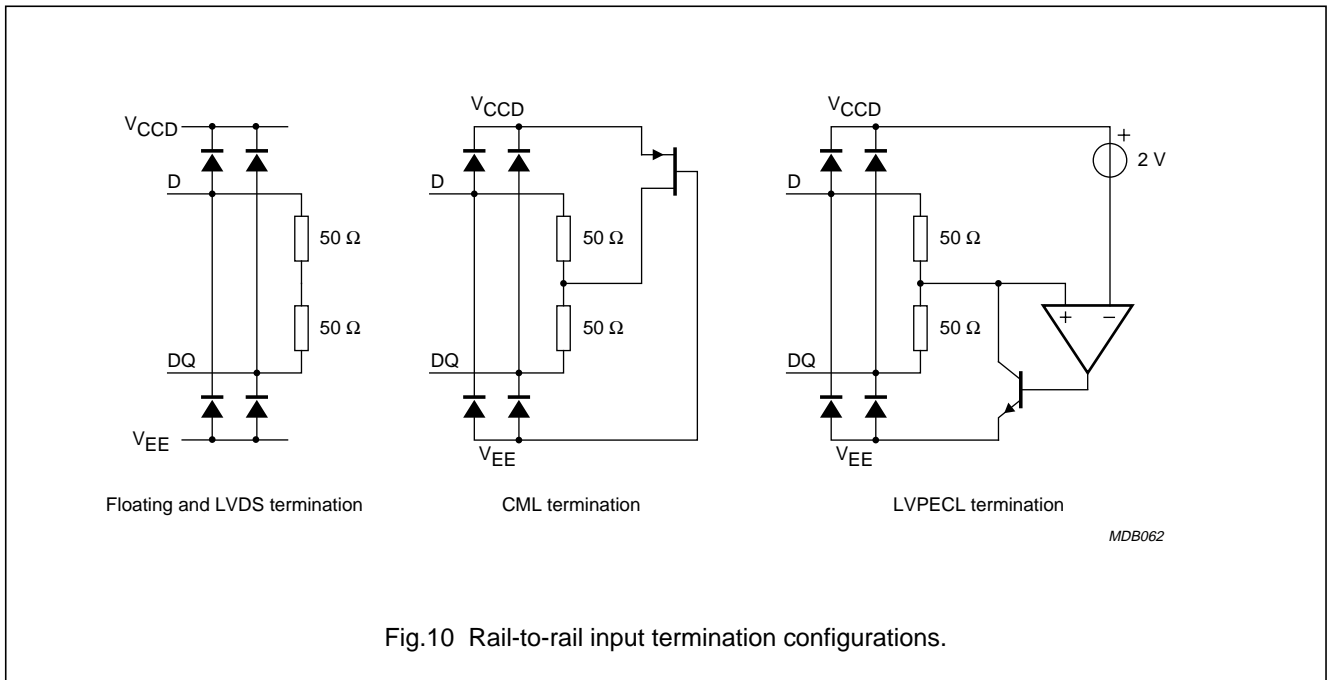 VCCD
D
50 Ω
50 Ω
DQ
VEE
Floating and LVDS termination
VCCD
D
50 Ω
50 Ω
DQ
VEE
CML termination
VCCD
+
2 V
D
50 Ω
50 Ω
+ −
DQ
VEE
LVPECL termination
MDB062
Fig.10 Rail-to-rail input termination configurations.